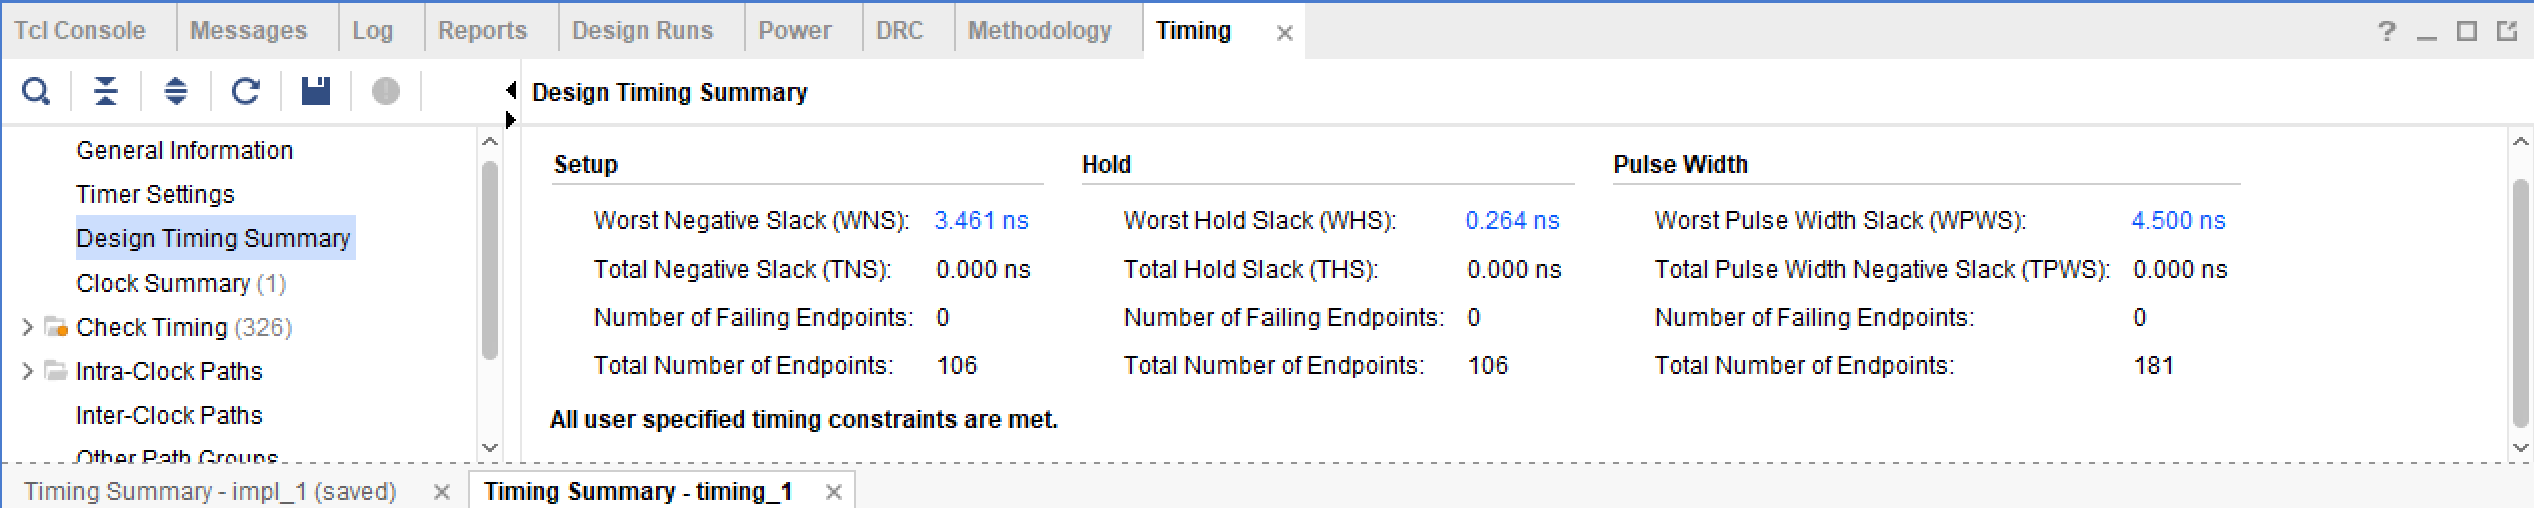 Tcl Console Messages Log Reports Design Runs Power DRC Methodology Timing
Design Timing Summary
General Information
Timer Settings
Design Timing Summary
Clock Summary (1)
Check Timing (326)
Intra-Clock Paths
Inter-Clock Paths
Other Path Groups
Setup
Worst Negative Slack (WNS): 3.461 ns
Total Negative Slack (TNS): 0.000 ns
Number of Failing Endpoints: 0
Total Number of Endpoints: 106
Hold
Worst Hold Slack (WHS): 0.264 ns
Total Hold Slack (THS): 0.000 ns
Number of Failing Endpoints: 0
Total Number of Endpoints: 106
Pulse Width
Worst Pulse Width Slack (WPWS): 4.500 ns
Total Pulse Width Negative Slack (TPWS): 0.000 ns
Number of Failing Endpoints: 0
Total Number of Endpoints: 181
All user specified timing constraints are met.
Timing Summary - impl_1 (saved) Timing Summary - timing_1